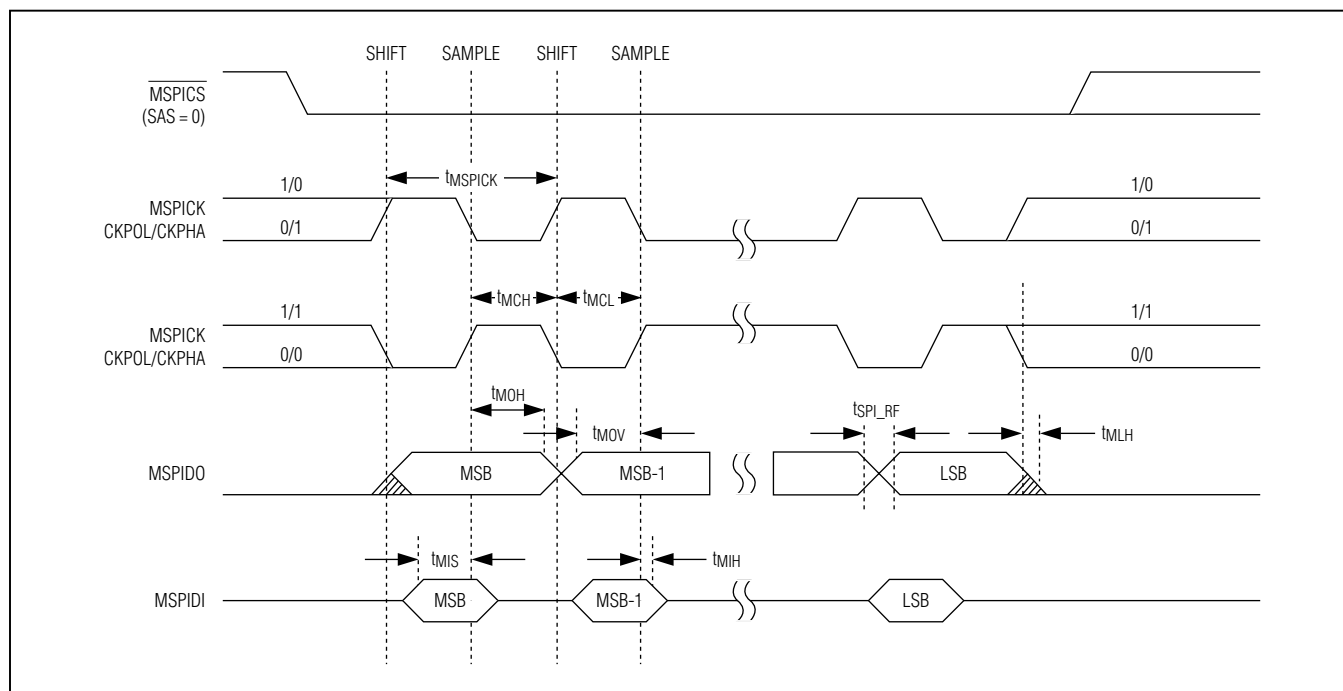 SHIFT SAMPLE SHIFT SAMPLE
MSPICS
(SAS = 0)
tMSPICK
1/0 1/0
MSPICK
CKPOL/CKPHA
0/1 0/1
tMCH tMCL
1/1 1/1
MSPICK
CKPOL/CKPHA
0/0 0/0
tMOH
tSPI_RF
tMOV tMLH
MSPIDO MSB MSB-1 LSB
tMIS tMIH
MSPIDI MSB MSB-1 LSB